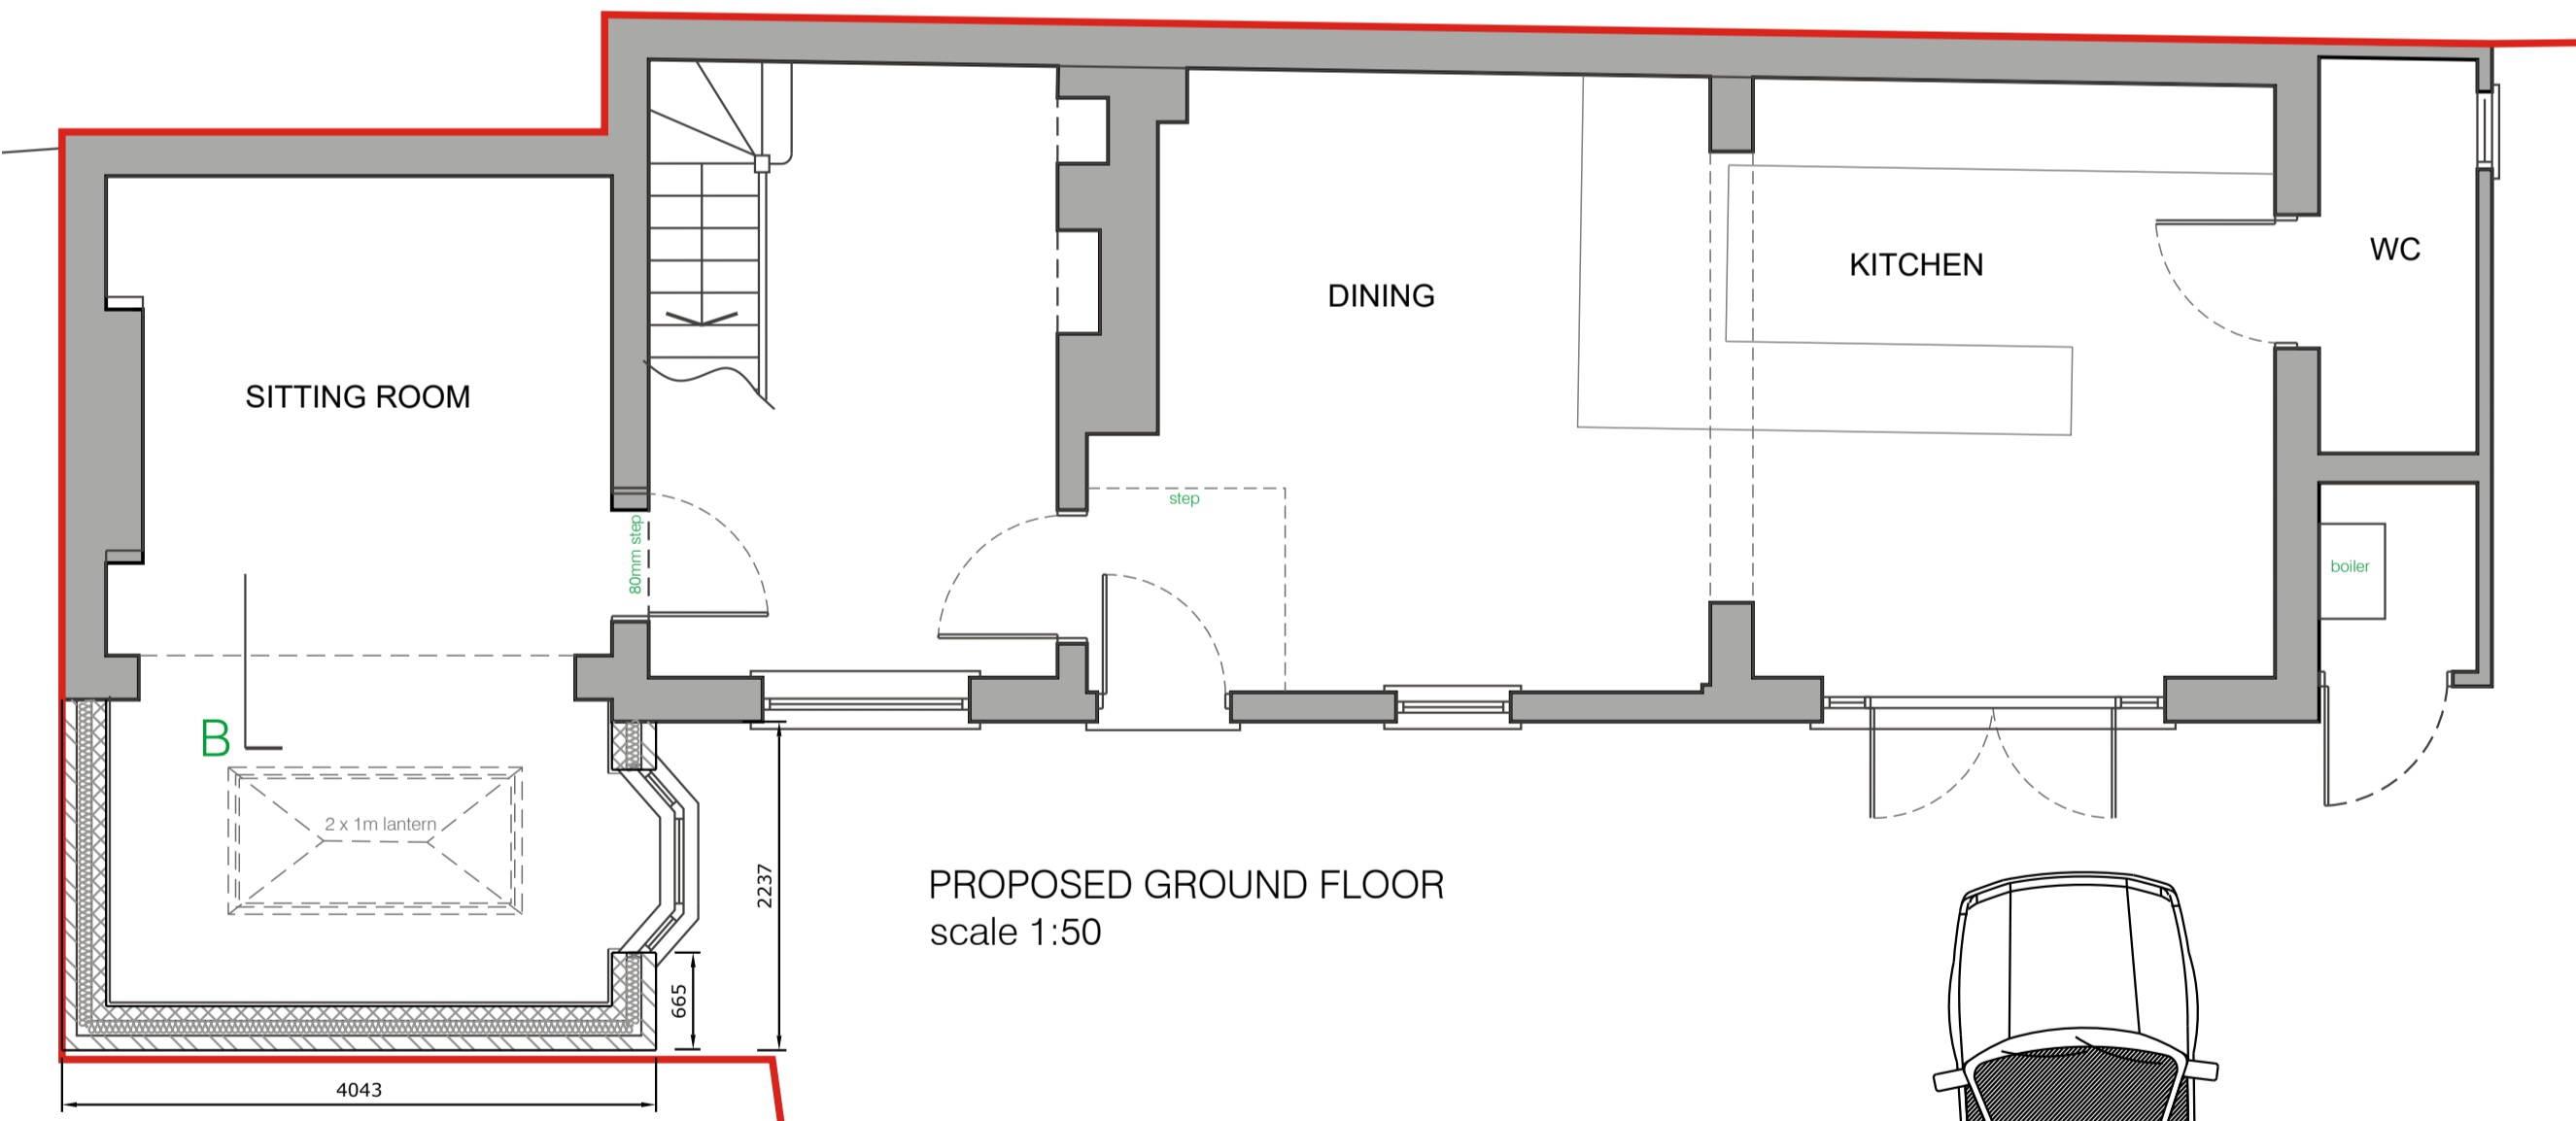 WC
KITCHEN
DINING
SITTING ROOM
step
80mm step
boiler
B
2 x 1m lantern
2237
PROPOSED GROUND FLOOR
scale 1:50
665
4043